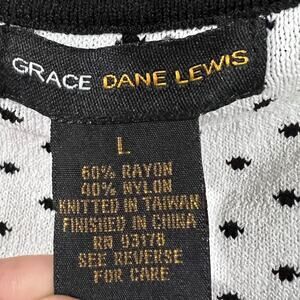 GRACE DANE LEWIS
L
60% RAYON
40% NYLON
KNITTED IN TAIWAN
FINISHED IN CHINA
RN 93178
SEE REVERSE
FOR CARE